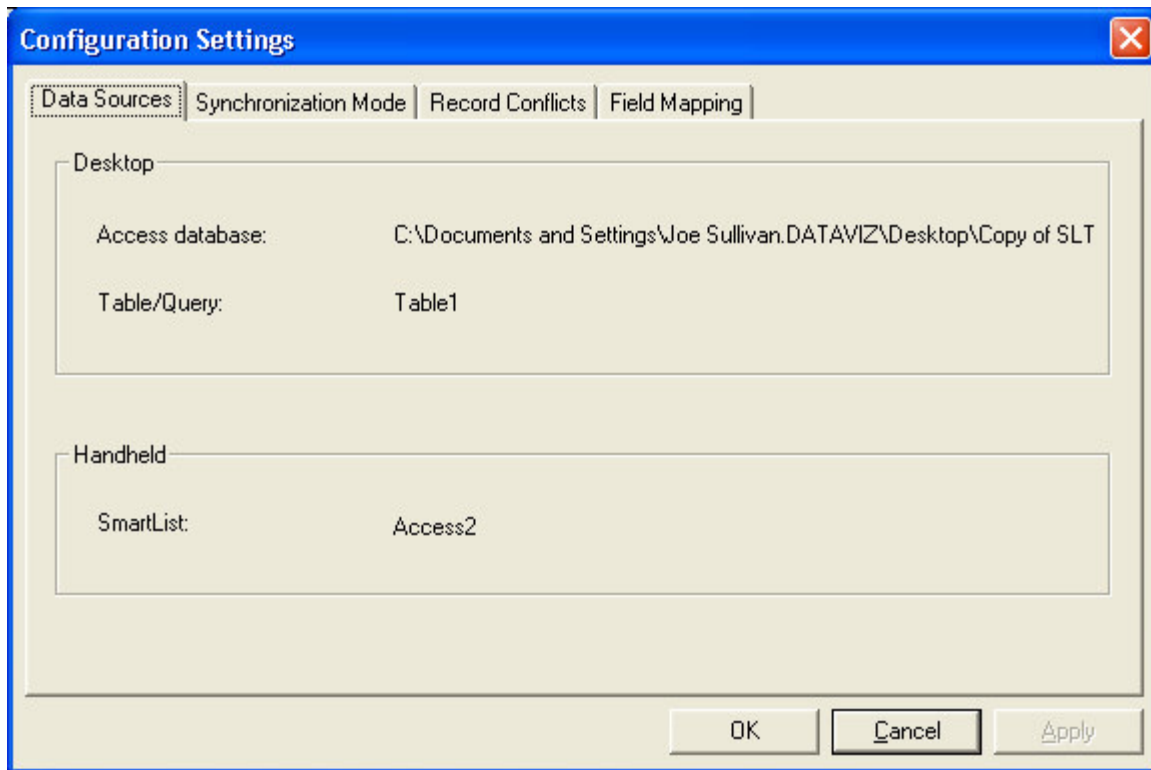 Configuration Settings
Data Sources Synchronization Mode Record Conflicts Field Mapping
Desktop
Access database: C:\Documents and Settings\Joe Sullivan.DATAVIZ\Desktop\Copy of SLT
Table/Query: Table1
Handheld
SmartList: Access2
OK Cancel Apply